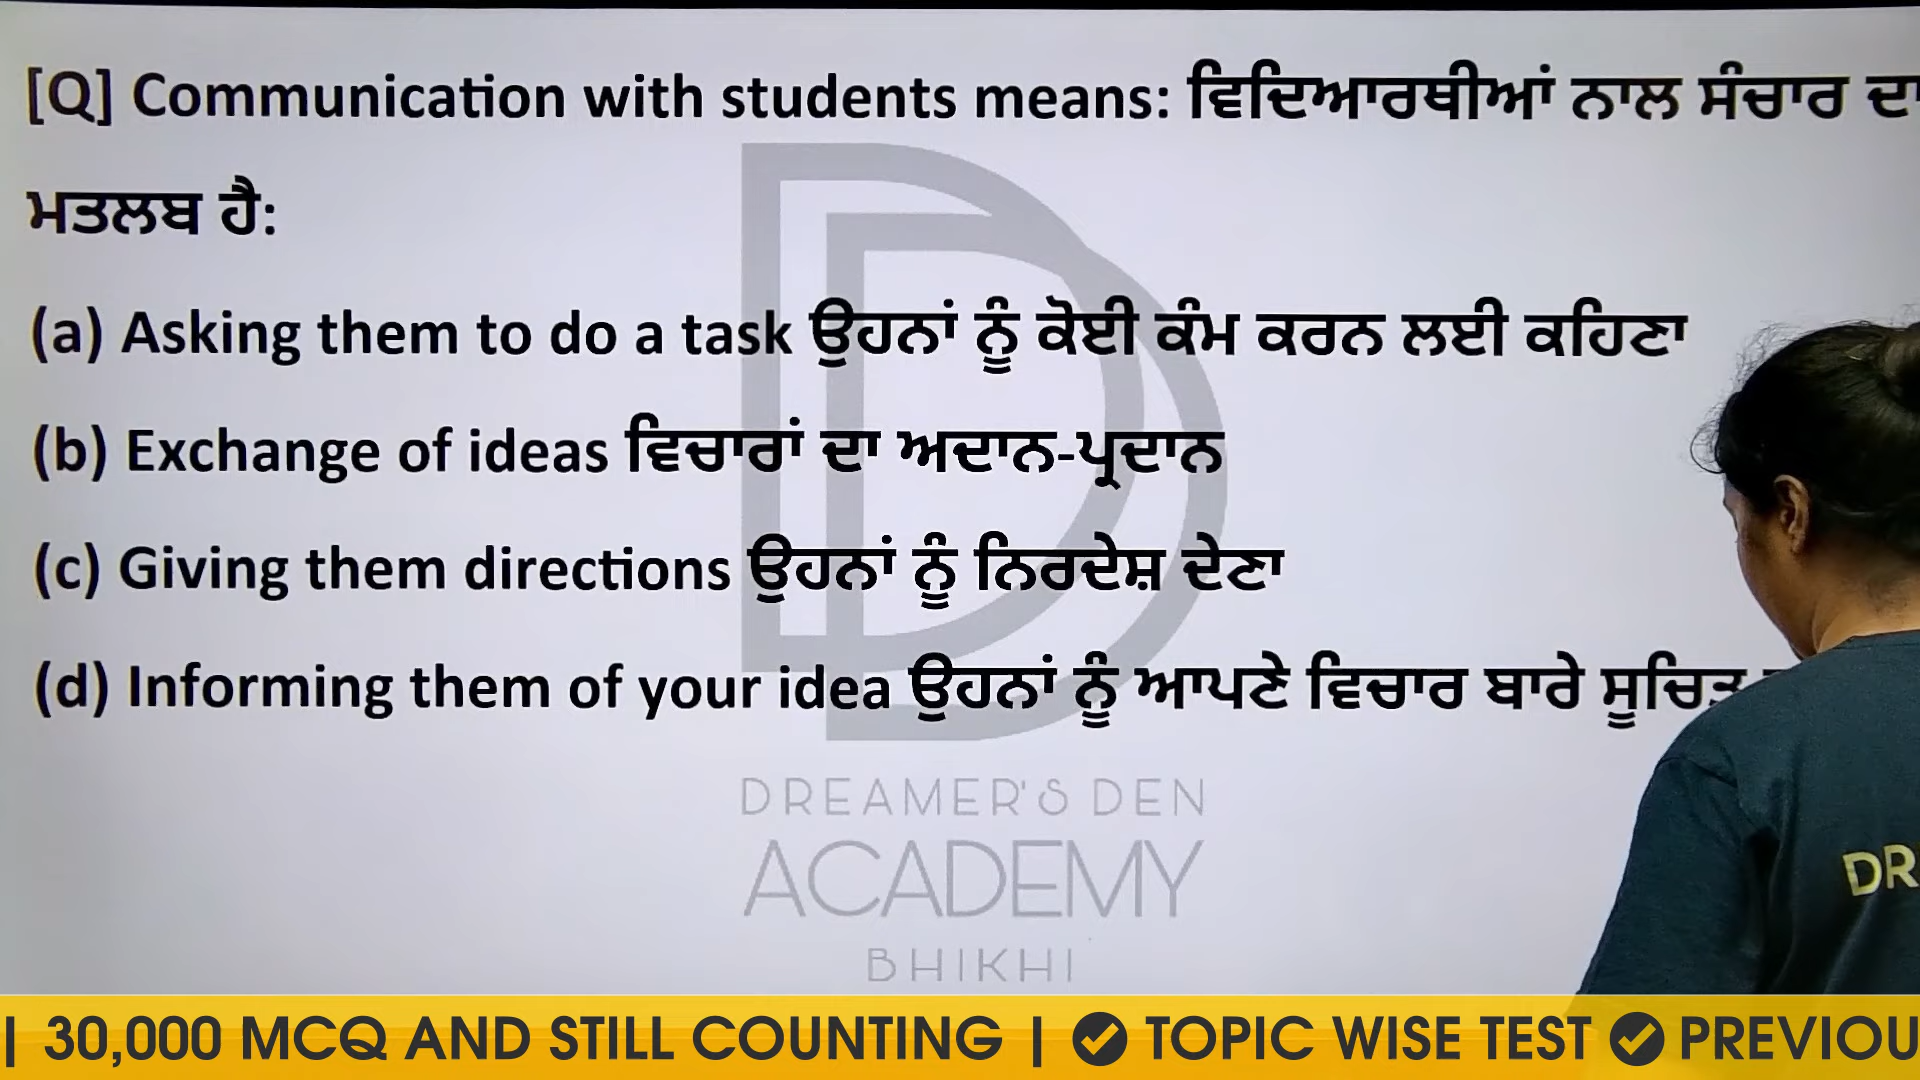 [Q] Communication with students means: ਵਿਦਿਆਰਥੀਆਂ ਨਾਲ ਸੰਚਾਰ ਦਾ
ਮਤਲਬ ਹੈ:
(a) Asking them to do a task ਉਹਨਾਂ ਨੂੰ ਕੋਈ ਕੰਮ ਕਰਨ ਲਈ ਕਹਿਣਾ
(b) Exchange of ideas ਵਿਚਾਰਾਂ ਦਾ ਅਦਾਨ-ਪ੍ਰਦਾਨ
(c) Giving them directions ਉਹਨਾਂ ਨੂੰ ਨਿਰਦੇਸ਼ ਦੇਣਾ
(d) Informing them of your idea ਉਹਨਾਂ ਨੂੰ ਆਪਣੇ ਵਿਚਾਰ ਬਾਰੇ ਸੂਚਿਤ
DREAMER'S DEN
ACADEMY
BHIKHI
DR
| 30,000 MCQ AND STILL COUNTING | TOPIC WISE TEST PREVIOU